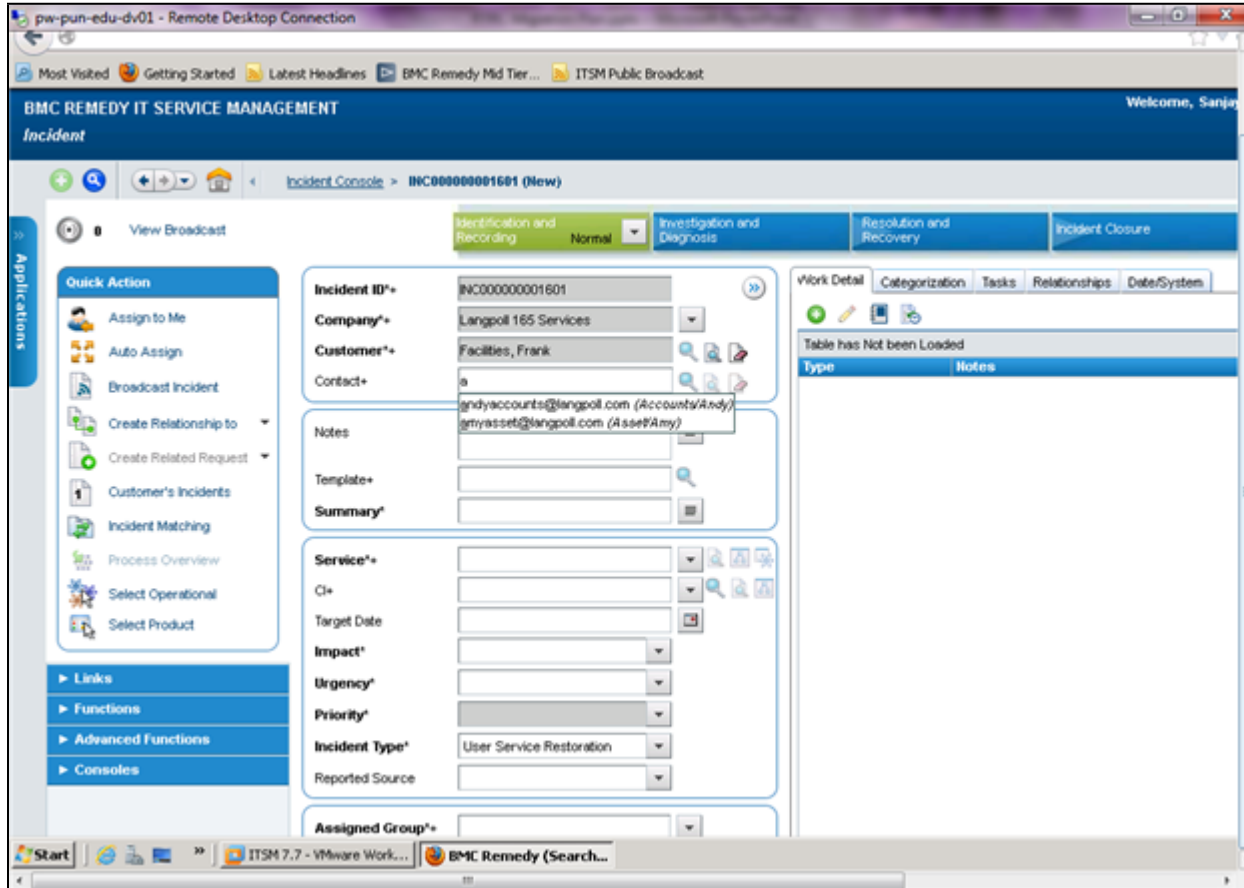 pw-pun-edu-dv01 - Remote Desktop Connection
Most Visited Getting Started Latest Headlines BMC Remedy Mid Tier... ITSM Public Broadcast
BMC REMEDY IT SERVICE MANAGEMENT Welcome, Sanjay
Incident
Incident Console > INC000000001601 (New)
0 View Broadcast
Identification and Recording Normal
Investigation and Diagnosis
Resolution and Recovery
Incident Closure
Applications
Quick Action
Assign to Me
Auto Assign
Broadcast Incident
Create Relationship to
Create Related Request
Customer's Incidents
Incident Matching
Process Overview
Select Operational
Select Product
Links
Functions
Advanced Functions
Consoles
Incident ID*+ INC000000001601
Company*+ Langpoll 165 Services
Customer*+ Facilities, Frank
Contact+ a
andyaccounts@langpoll.com (Accounts/Andy)
amyasset@langpoll.com (Asset/Amy)
Notes
Template+
Summary*
Service*+
CI+
Target Date
Impact*
Urgency*
Priority*
Incident Type* User Service Restoration
Reported Source
Assigned Group*+
Work Detail Categorization Tasks Relationships Date/System
Table has Not been Loaded
Type Notes
Start ITSM 7.7 - VMware Work... BMC Remedy (Search...